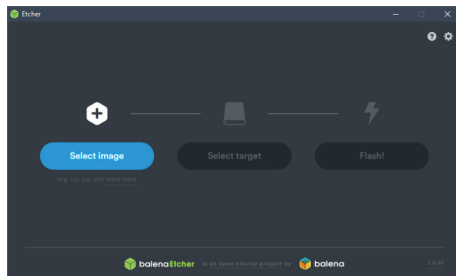 Etcher
Select image
Select target
Flash!
img, iso, zip, and many more
balenaEtcher is an open source project by balena